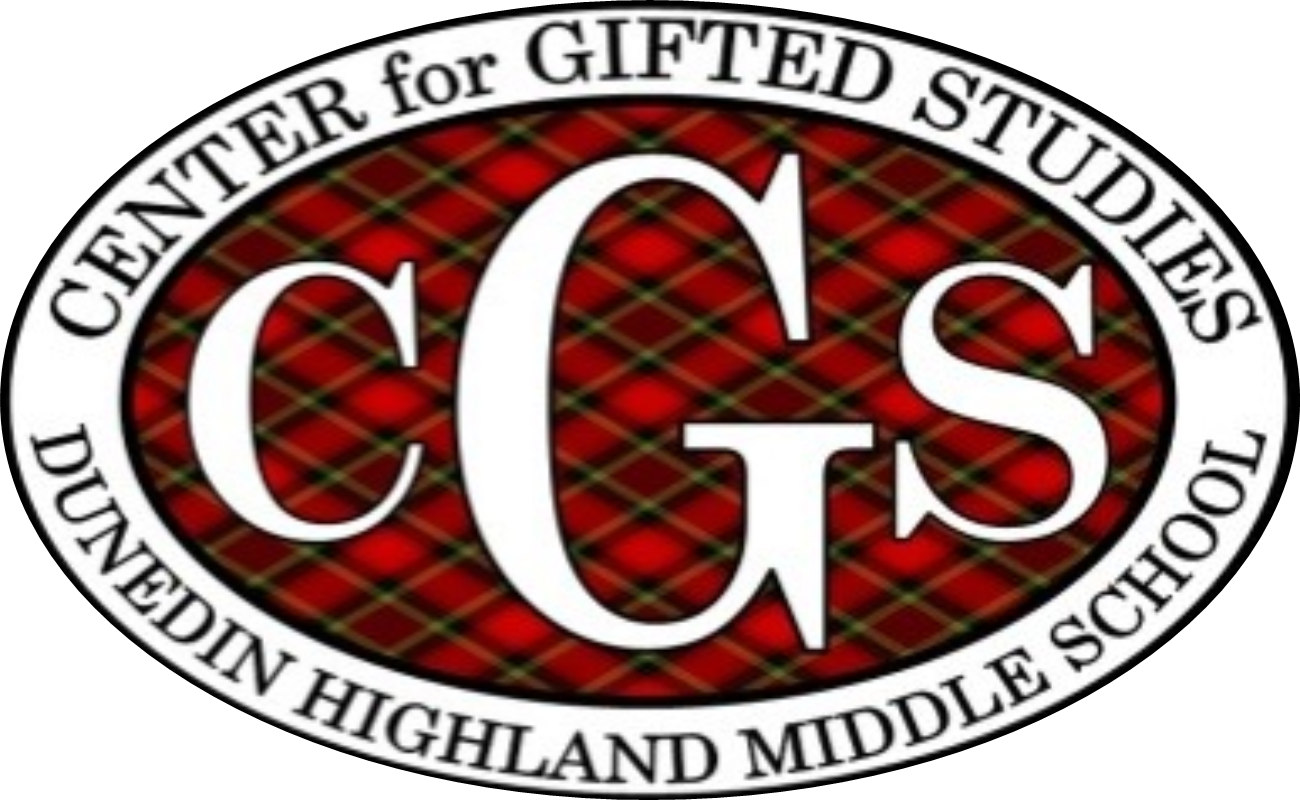 CENTER for GIFTED STUDIES
CGS
DUNEDIN HIGHLAND MIDDLE SCHOOL